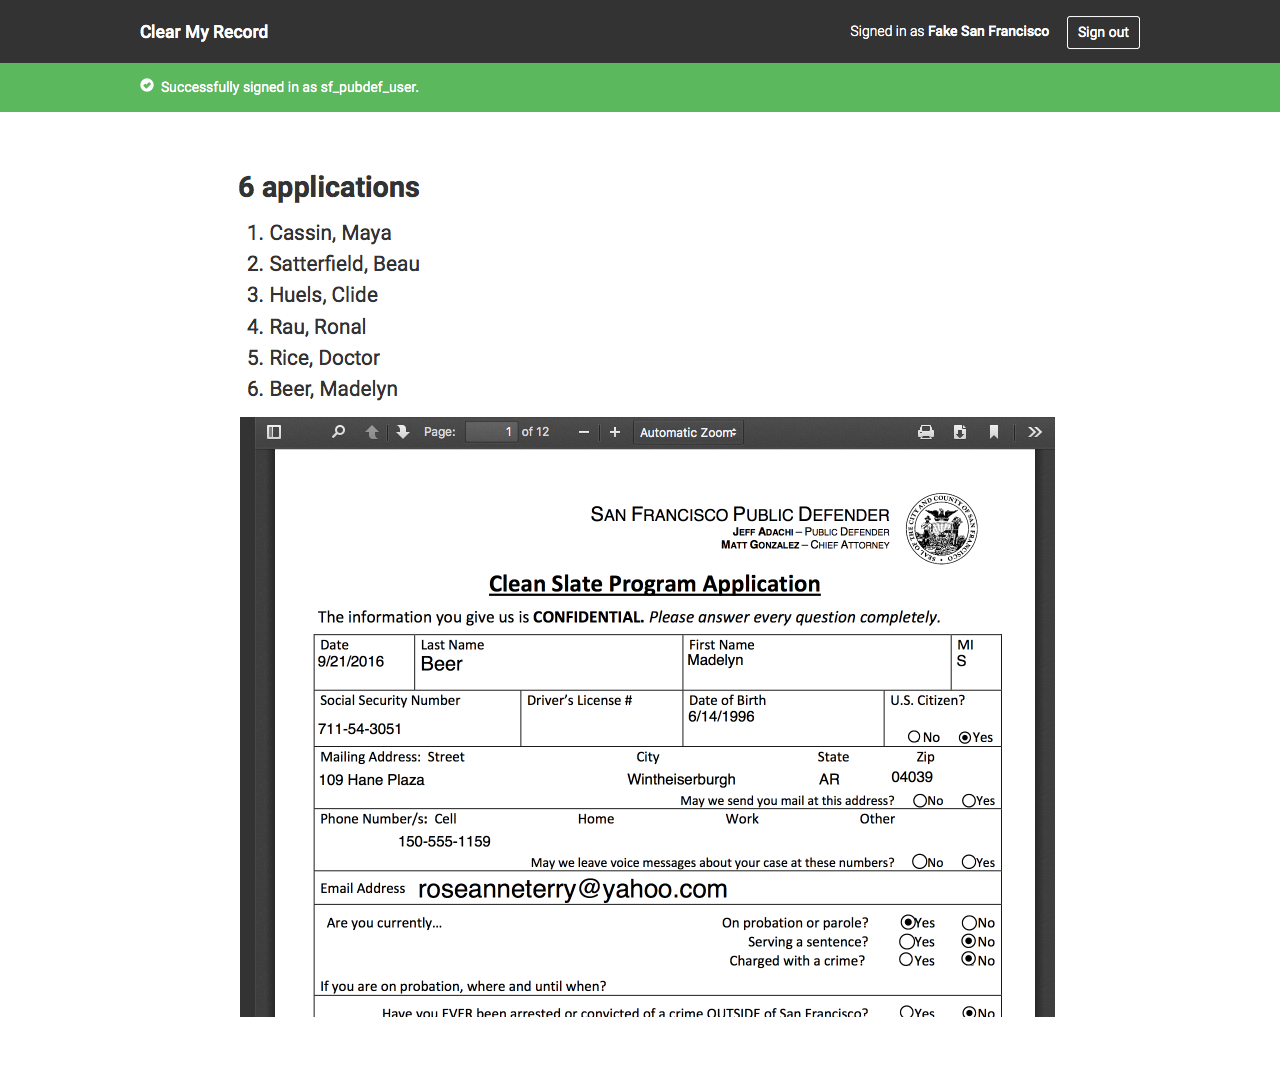 Clear My Record
Signed in as Fake San Francisco
Sign out
Successfully signed in as sf_pubdef_user.
6 applications
1. Cassin, Maya
2. Satterfield, Beau
3. Huels, Clide
4. Rau, Ronal
5. Rice, Doctor
6. Beer, Madelyn
Page: 1 of 12 Automatic Zoom
SAN FRANCISCO PUBLIC DEFENDER
JEFF ADACHI – PUBLIC DEFENDER
MATT GONZALEZ – CHIEF ATTORNEY
SEAL OF THE CITY AND COUNTY OF SAN FRANCISCO
Clean Slate Program Application
The information you give us is CONFIDENTIAL. Please answer every question completely.
Date Last Name First Name MI
9/21/2016 Beer Madelyn S
Social Security Number Driver's License # Date of Birth U.S. Citizen?
6/14/1996
711-54-3051
No Yes
Mailing Address: Street City State Zip
109 Hane Plaza Wintheiserburgh AR 04039
May we send you mail at this address? No Yes
Phone Number/s: Cell Home Work Other
150-555-1159
May we leave voice messages about your case at these numbers? No Yes
Email Address roseanneterry@yahoo.com
Are you currently... On probation or parole? Yes No
Serving a sentence? Yes No
Charged with a crime? Yes No
If you are on probation, where and until when?
Have you EVER been arrested or convicted of a crime OUTSIDE of San Francisco? Yes No